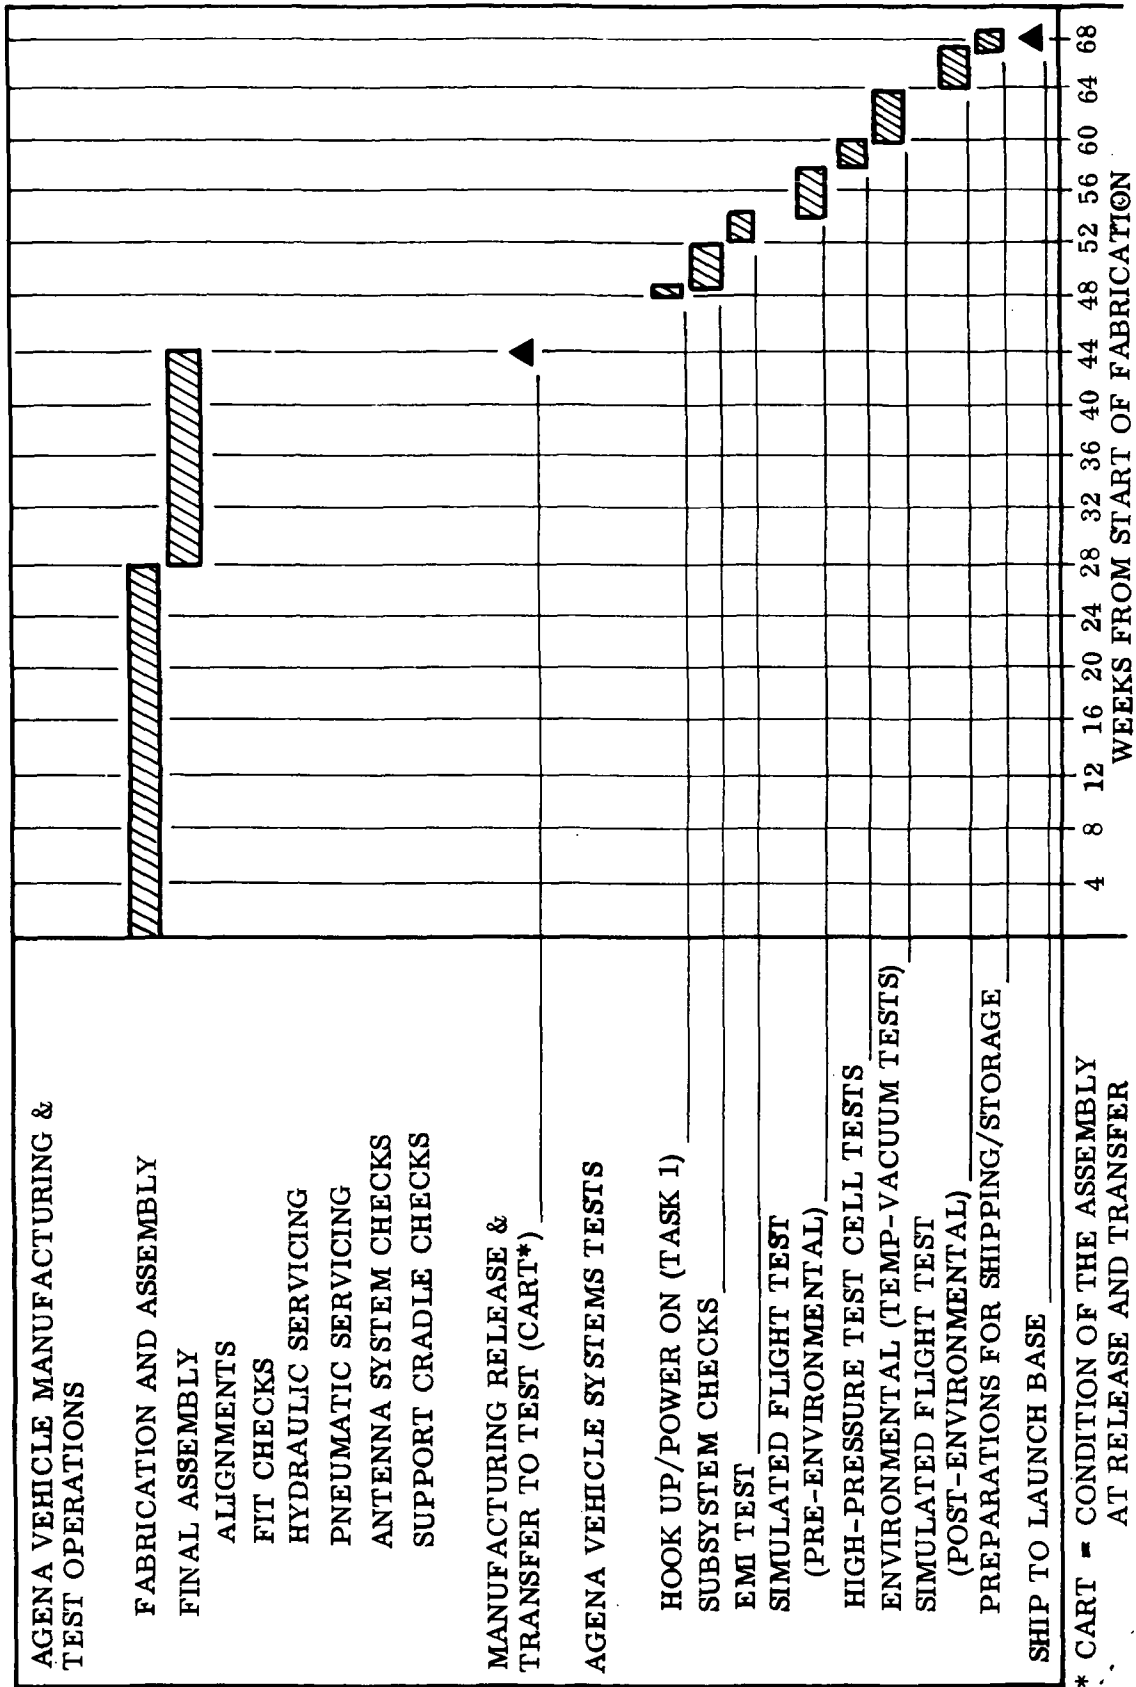 AGENA VEHICLE MANUFACTURING &
TEST OPERATIONS
FABRICATION AND ASSEMBLY
FINAL ASSEMBLY
ALIGNMENTS
FIT CHECKS
HYDRAULIC SERVICING
PNEUMATIC SERVICING
ANTENNA SYSTEM CHECKS
SUPPORT CRADLE CHECKS
MANUFACTURING RELEASE &
TRANSFER TO TEST (CART*)
AGENA VEHICLE SYSTEMS TESTS
HOOK UP/POWER ON (TASK 1)
SUBSYSTEM CHECKS
EMI TEST
SIMULATED FLIGHT TEST
(PRE-ENVIRONMENTAL)
HIGH-PRESSURE TEST CELL TESTS
ENVIRONMENTAL (TEMP-VACUUM TESTS)
SIMULATED FLIGHT TEST
(POST-ENVIRONMENTAL)
PREPARATIONS FOR SHIPPING/STORAGE
SHIP TO LAUNCH BASE
4 8 12 16 20 24 28 32 36 40 44 48 52 56 60 64 68
WEEKS FROM START OF FABRICATION
* CART = CONDITION OF THE ASSEMBLY
AT RELEASE AND TRANSFER